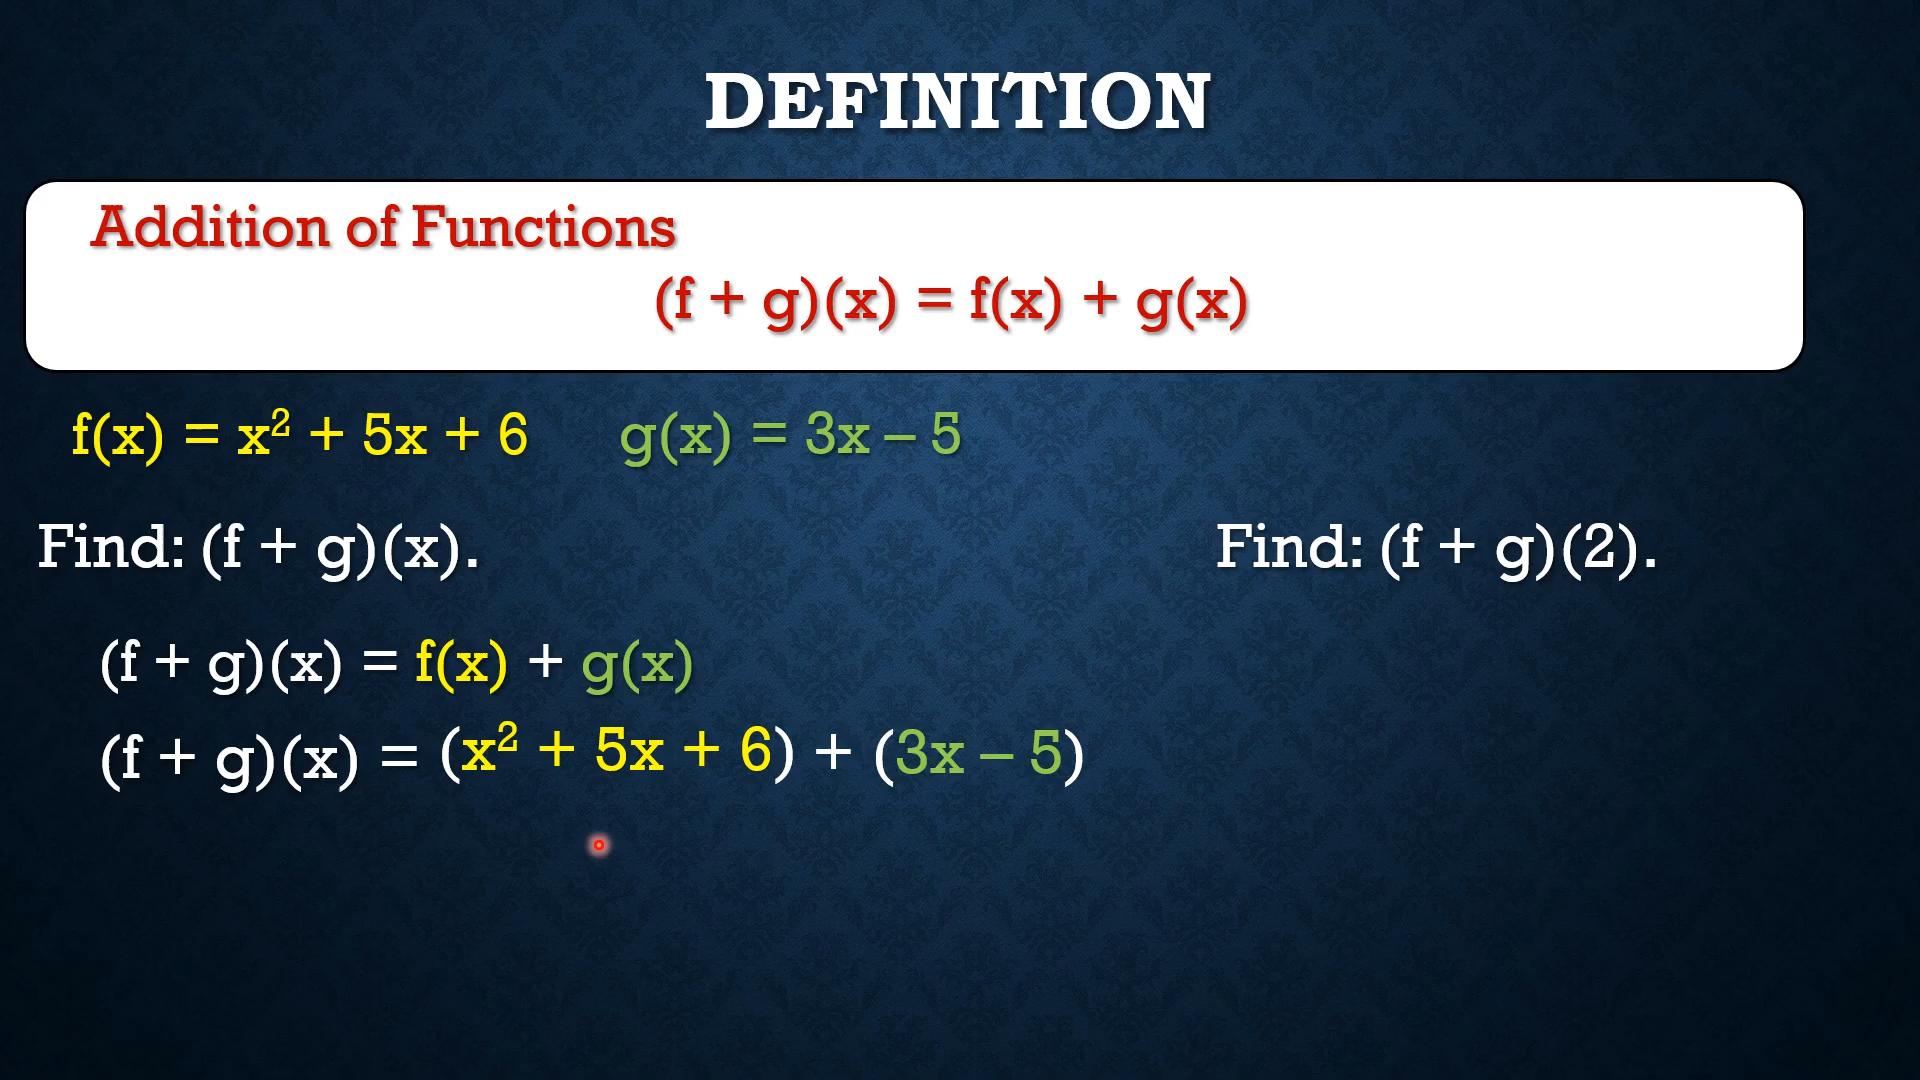 DEFINITION
Addition of Functions
(f + g)(x) = f(x) + g(x)
f(x) = x² + 5x + 6 g(x) = 3x – 5
Find: (f + g)(x). Find: (f + g)(2).
(f + g)(x) = f(x) + g(x)
(f + g)(x) = (x² + 5x + 6) + (3x – 5)